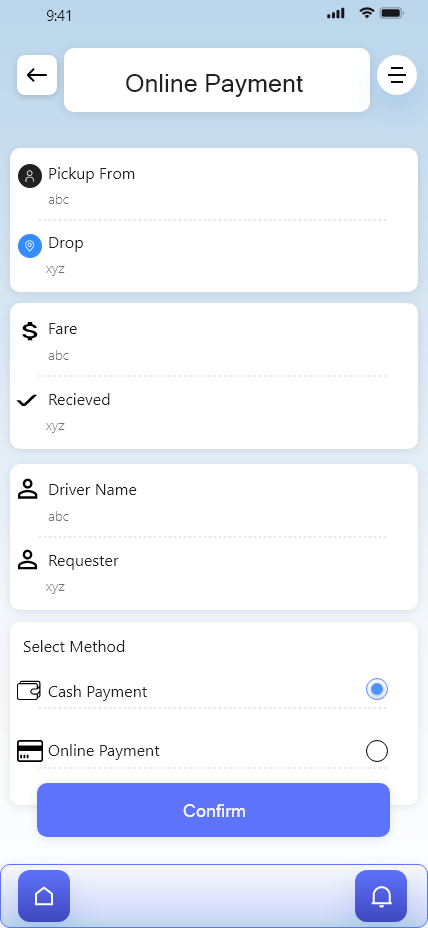 9:41
Online Payment
Pickup From
abc
Drop
xyz
Fare
abc
Recieved
xyz
Driver Name
abc
Requester
xyz
Select Method
Cash Payment
Online Payment
Confirm